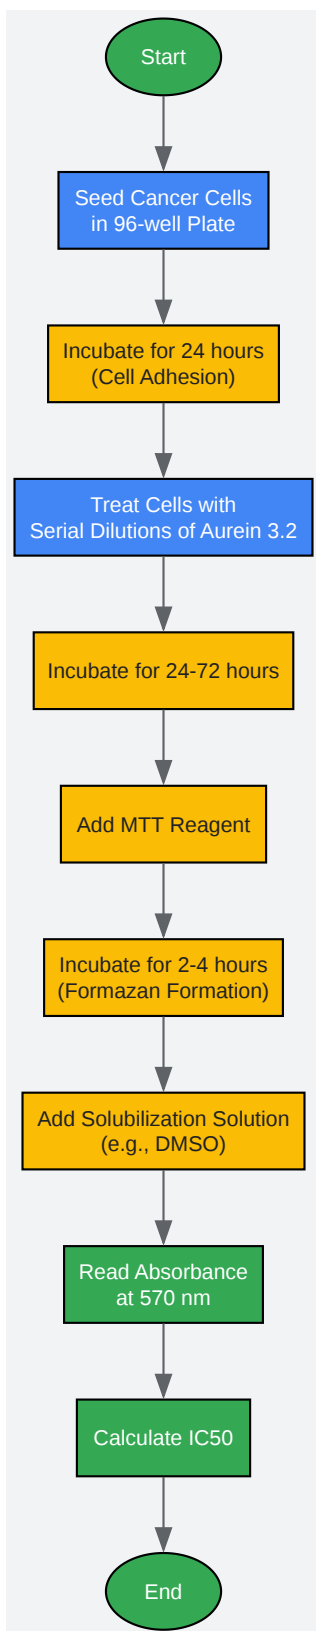 Start
Seed Cancer Cells
in 96-well Plate
Incubate for 24 hours
(Cell Adhesion)
Treat Cells with
Serial Dilutions of Aurein 3.2
Incubate for 24-72 hours
Add MTT Reagent
Incubate for 2-4 hours
(Formazan Formation)
Add Solubilization Solution
(e.g., DMSO)
Read Absorbance
at 570 nm
Calculate IC50
End